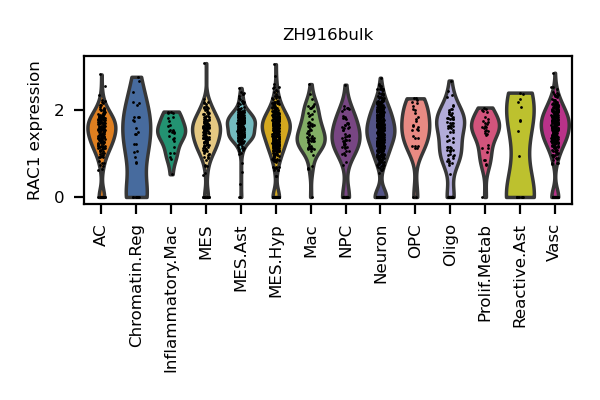 ZH916bulk
RAC1 expression
2
0
AC
Chromatin.Reg
Inflammatory.Mac
MES
MES.Ast
MES.Hyp
Mac
NPC
Neuron
OPC
Oligo
Prolif.Metab
Reactive.Ast
Vasc